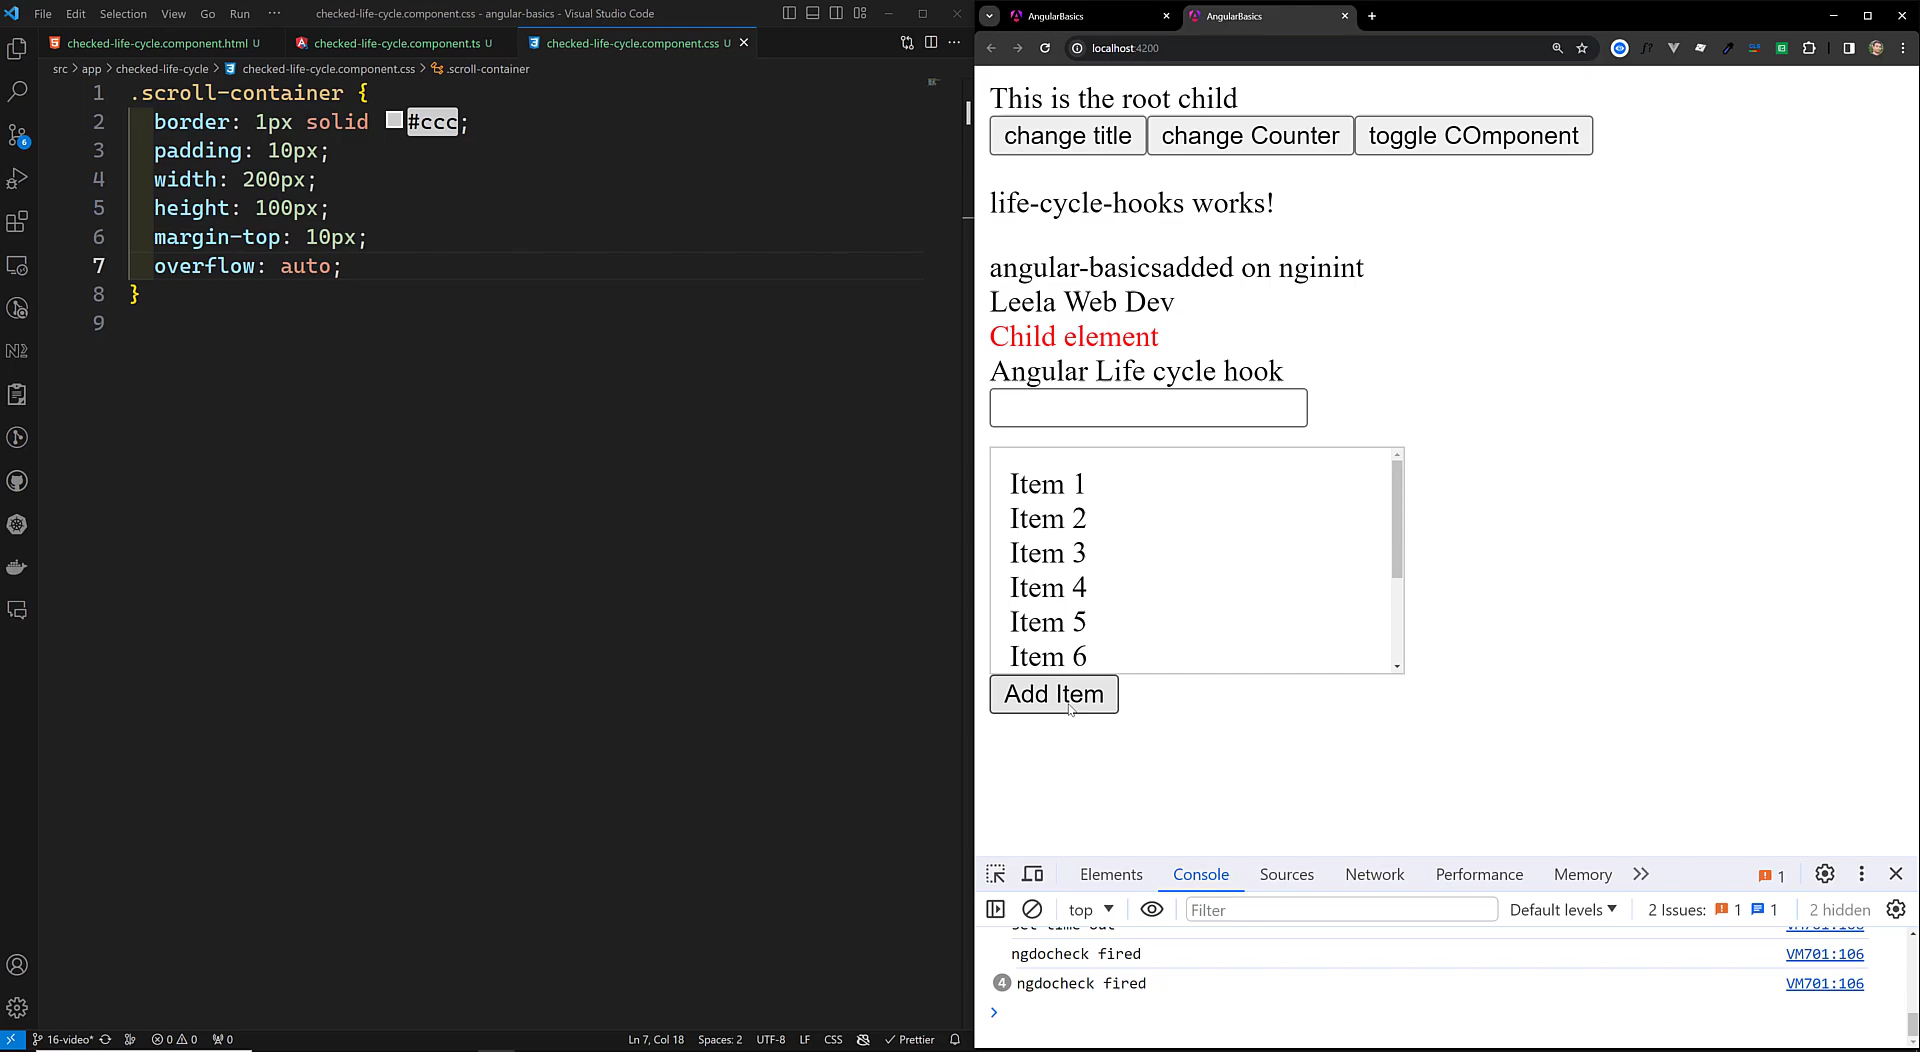 File Edit Selection View Go Run ··· checked-life-cycle.component.css - angular-basics - Visual Studio Code
checked-life-cycle.component.html U checked-life-cycle.component.ts U checked-life-cycle.component.css U
src > app > checked-life-cycle > checked-life-cycle.component.css > .scroll-container
1 .scroll-container {
2 border: 1px solid #ccc;
3 padding: 10px;
4 width: 200px;
5 height: 100px;
6 margin-top: 10px;
7 overflow: auto;
8 }
9
6
16-video* 0 0 0 Ln 7, Col 18 Spaces: 2 UTF-8 LF CSS Prettier
AngularBasics AngularBasics
localhost:4200
This is the root child
change title change Counter toggle COmponent
life-cycle-hooks works!
angular-basicsadded on nginint
Leela Web Dev
Child element
Angular Life cycle hook
Item 1
Item 2
Item 3
Item 4
Item 5
Item 6
Add Item
Elements Console Sources Network Performance Memory 1
top Filter Default levels 2 Issues: 1 1 2 hidden
ngdocheck fired VM701:106
4 ngdocheck fired VM701:106